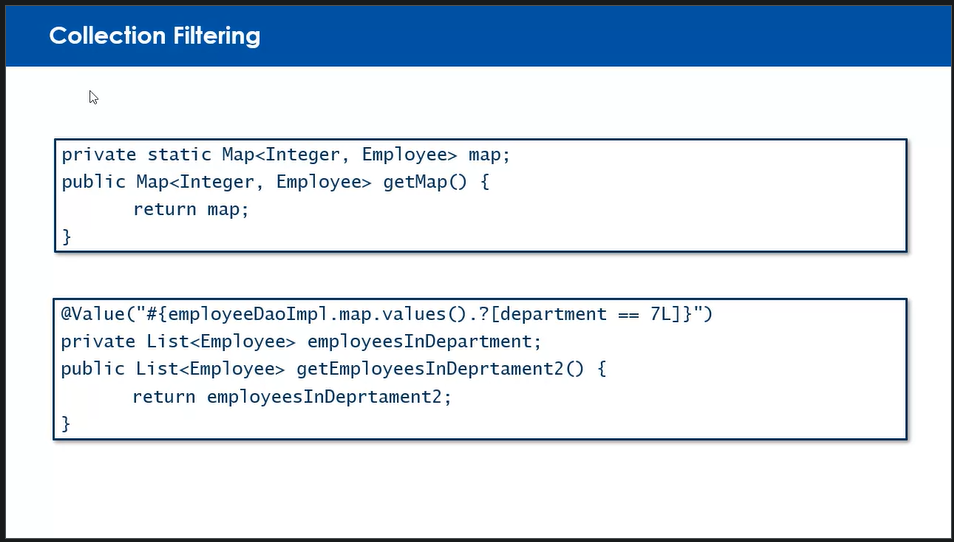 Collection Filtering
private static Map<Integer, Employee> map;
public Map<Integer, Employee> getMap() {
return map;
}
@Value("#{employeeDaoImpl.map.values().?[department == 7L]}")
private List<Employee> employeesInDepartment;
public List<Employee> getEmployeesInDeprtament2() {
return employeesInDeprtament2;
}